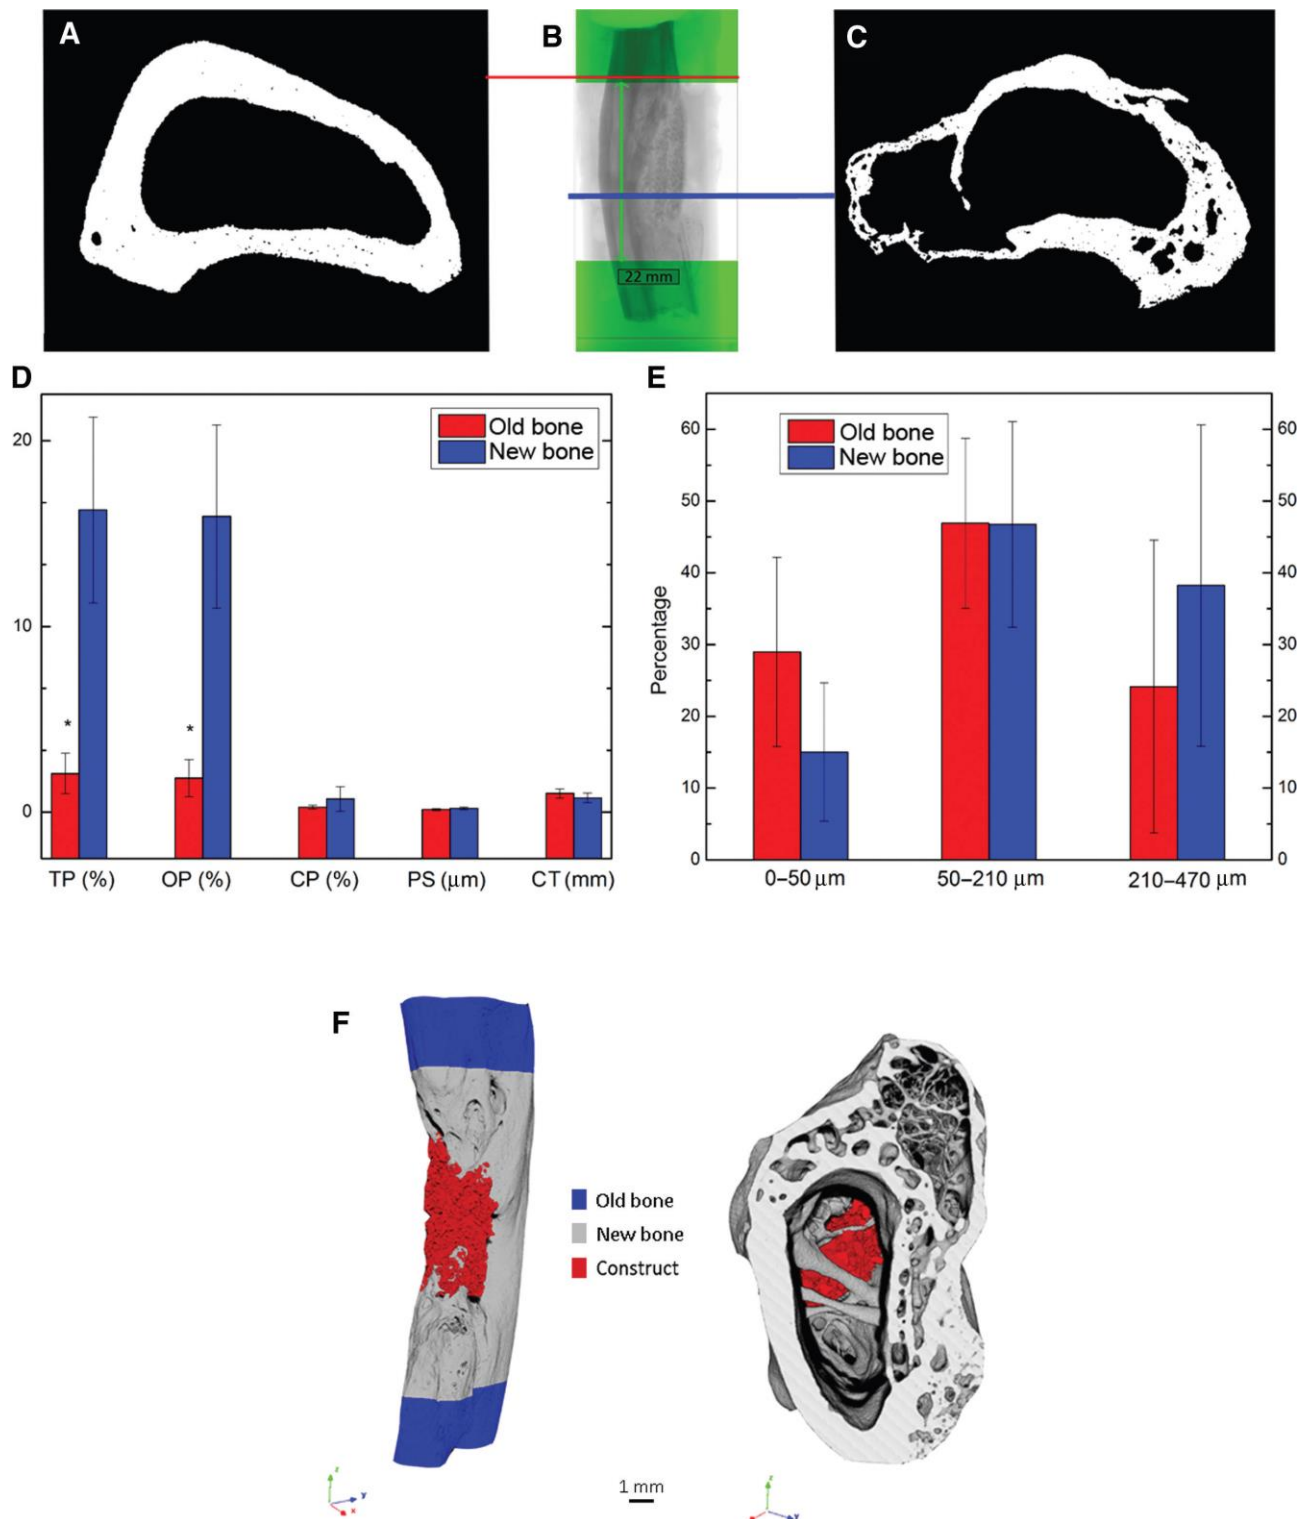 A
B
C
22 mm
D
20
10
0
*
*
Old bone
New bone
TP (%)
OP (%)
CP (%)
PS (μm)
CT (mm)
E
Percentage
60
50
40
30
20
10
0
Old bone
New bone
60
50
40
30
20
10
0
0–50 μm
50–210 μm
210–470 μm
F
Old bone
New bone
Construct
z
y
x
1 mm
z
y